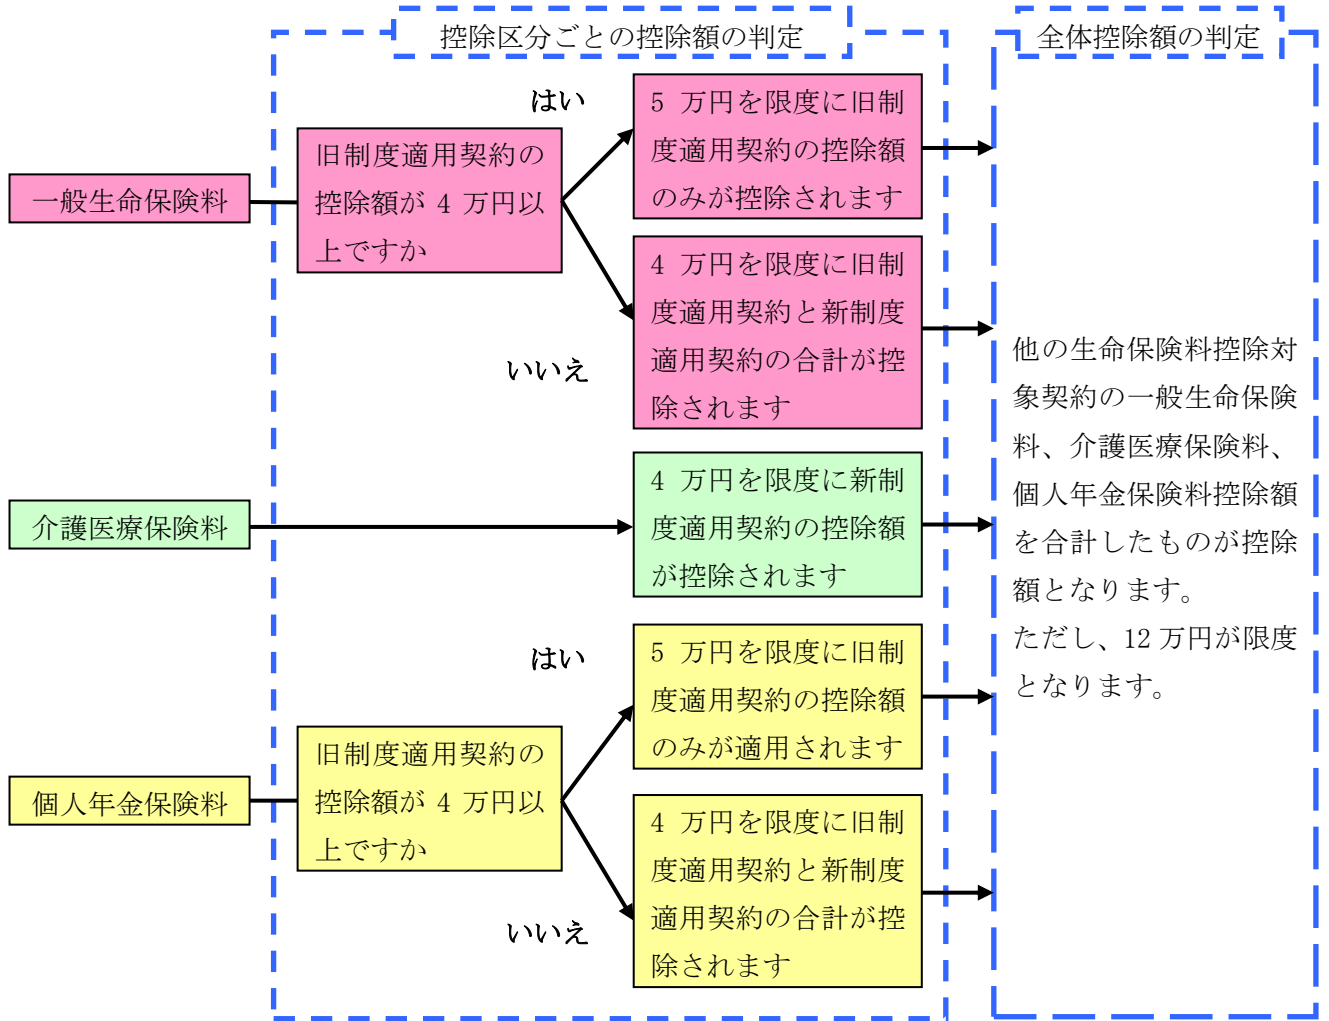 控除区分ごとの控除額の判定
全体控除額の判定
一般生命保険料
旧制度適用契約の
控除額が 4 万円以
上ですか
はい
5 万円を限度に旧制
度適用契約の控除額
のみが控除されます
いいえ
4 万円を限度に旧制
度適用契約と新制度
適用契約の合計が控
除されます
介護医療保険料
4 万円を限度に新制
度適用契約の控除額
が控除されます
個人年金保険料
旧制度適用契約の
控除額が 4 万円以
上ですか
はい
5 万円を限度に旧制
度適用契約の控除額
のみが適用されます
いいえ
4 万円を限度に旧制
度適用契約と新制度
適用契約の合計が控
除されます
他の生命保険料控除対
象契約の一般生命保険
料、介護医療保険料、
個人年金保険料控除額
を合計したものが控除
額となります。
ただし、12 万円が限度
となります。